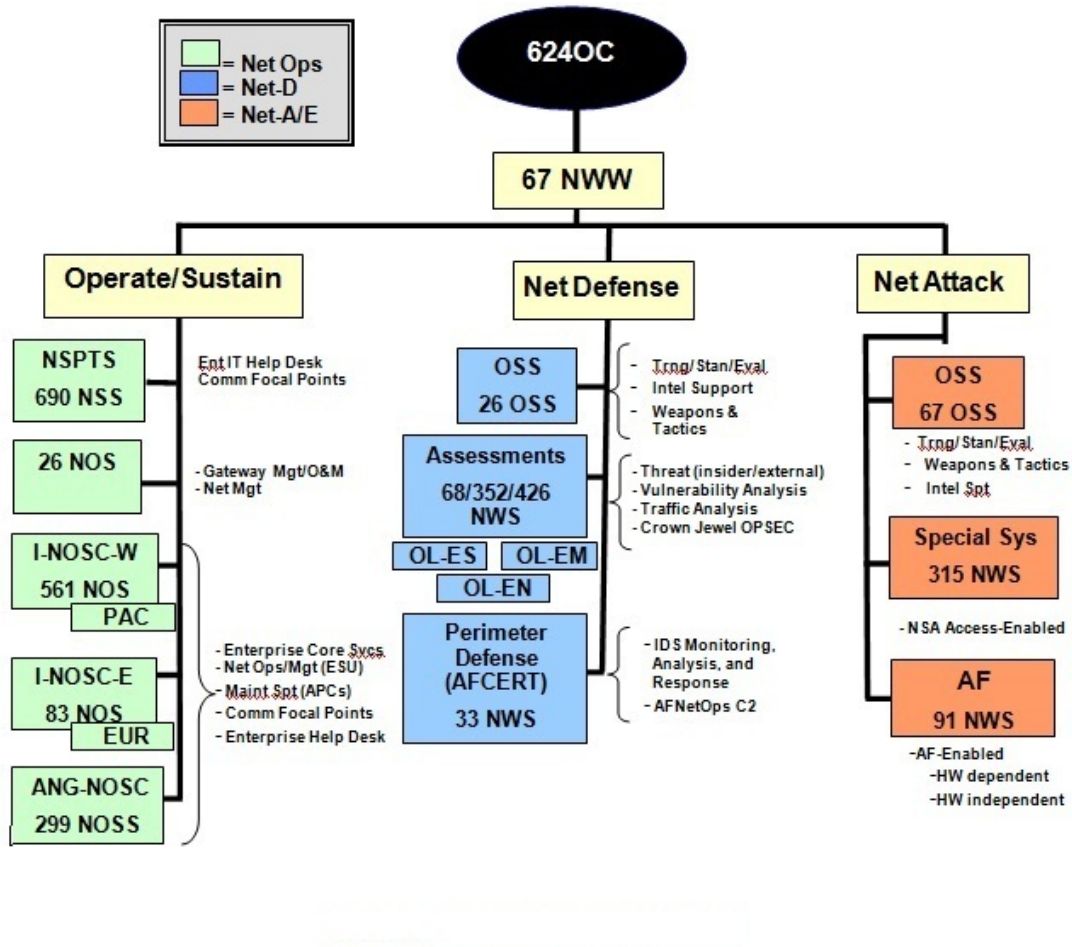 624OC
= Net Ops
= Net-D
= Net-A/E
67 NWW
Operate/Sustain
NSPTS
690 NSS
Ent IT Help Desk
Comm Focal Points
26 NOS
- Gateway Mgt/O&M
- Net Mgt
I-NOSC-W
561 NOS
PAC
I-NOSC-E
83 NOS
EUR
ANG-NOSC
299 NOSS
- Enterprise Core Svcs
- Net Ops/Mgt (ESU)
- Maint Spt (APCs)
- Comm Focal Points
- Enterprise Help Desk
Net Defense
OSS
26 OSS
- Trng/Stan/Eval
- Intel Support
- Weapons &
Tactics
Assessments
68/352/426
NWS
- Threat (insider/external)
- Vulnerability Analysis
- Traffic Analysis
- Crown Jewel OPSEC
OL-ES
OL-EM
OL-EN
Perimeter
Defense
(AFCERT)
33 NWS
- IDS Monitoring,
Analysis, and
Response
- AFNetOps C2
Net Attack
OSS
67 OSS
- Trng/Stan/Eval
- Weapons & Tactics
- Intel Spt
Special Sys
315 NWS
- NSA Access-Enabled
AF
91 NWS
-AF-Enabled
-HW dependent
-HW independent